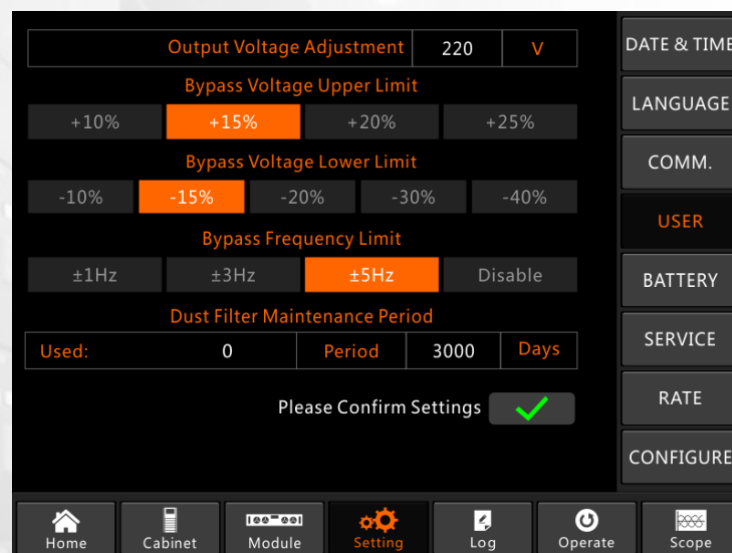 Output Voltage Adjustment 220 V
Bypass Voltage Upper Limit
+10% +15% +20% +25%
Bypass Voltage Lower Limit
-10% -15% -20% -30% -40%
Bypass Frequency Limit
±1Hz ±3Hz ±5Hz Disable
Dust Filter Maintenance Period
Used: 0 Period 3000 Days
Please Confirm Settings
DATE & TIME
LANGUAGE
COMM.
USER
BATTERY
SERVICE
RATE
CONFIGURE
Home Cabinet Module Setting Log Operate Scope